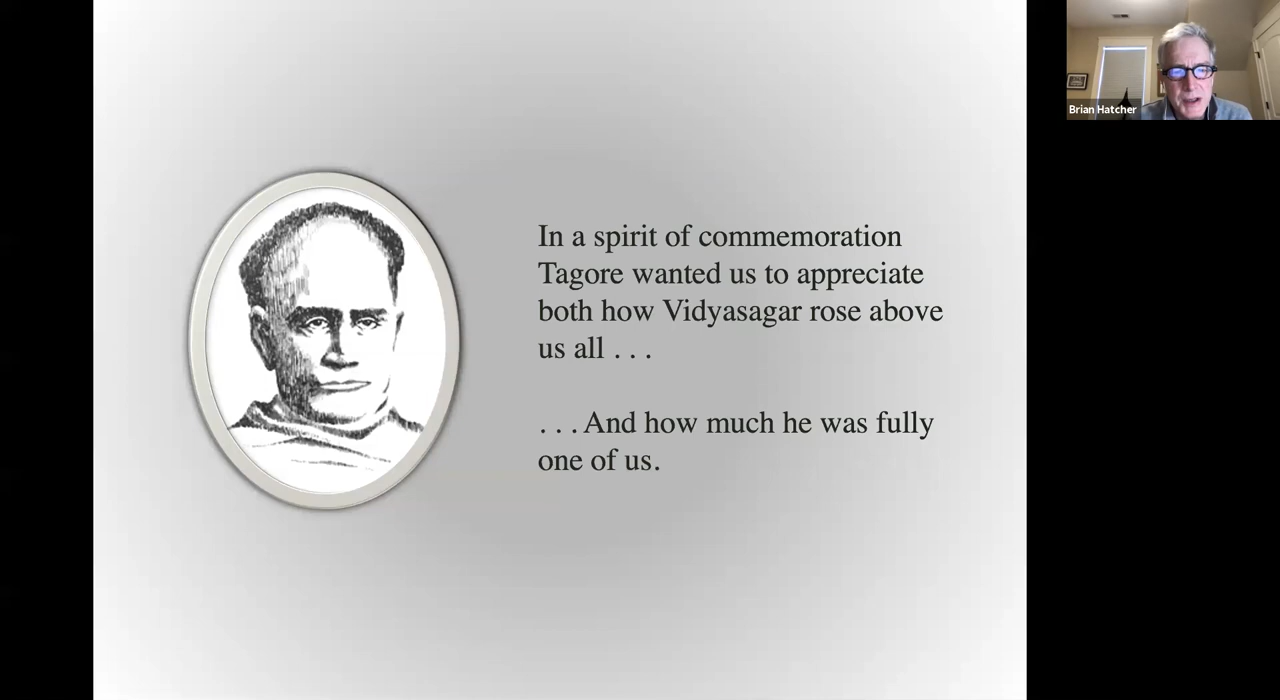 In a spirit of commemoration
Tagore wanted us to appreciate
both how Vidyasagar rose above
us all . . .
. . . And how much he was fully
one of us.
Brian Hatcher